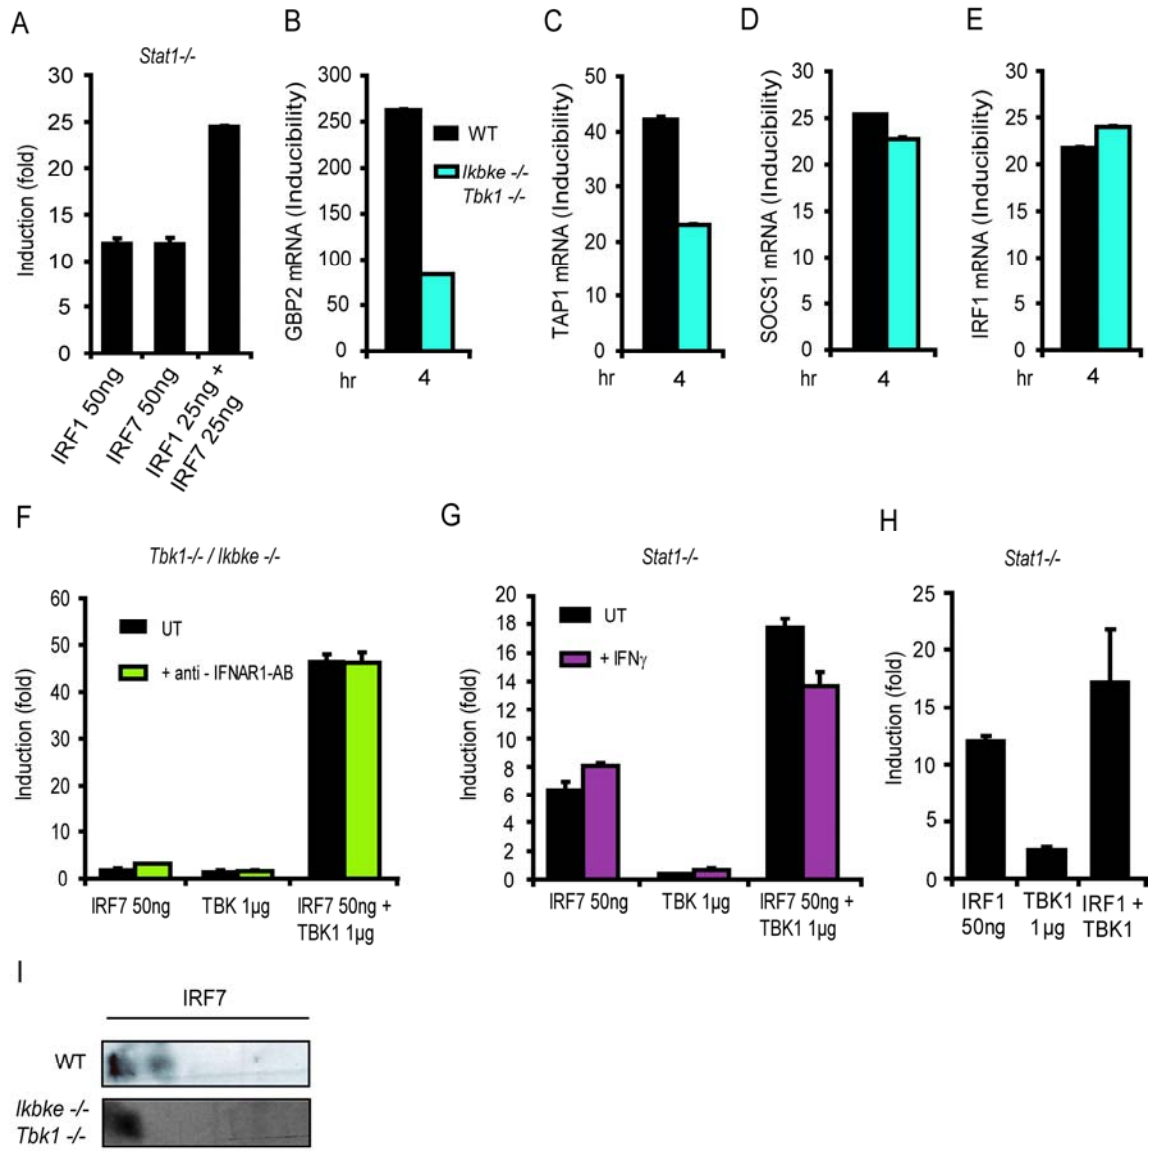 A
Stat1-/-
Induction (fold)
30
25
20
15
10
5
0
IRF1 50ng
IRF7 50ng
IRF1 25ng +
IRF7 25ng
B
GBP2 mRNA (Inducibility)
300
250
200
150
100
50
0
WT
Ikbke -/-
Tbk1 -/-
hr
4
C
TAP1 mRNA (Inducibility)
50
40
30
20
10
0
hr
4
D
SOCS1 mRNA (Inducibility)
30
25
20
15
10
5
0
hr
4
E
IRF1 mRNA (Inducibility)
30
25
20
15
10
5
0
hr
4
F
Tbk1-/- / Ikbke -/-
Induction (fold)
60
50
40
30
20
10
0
UT
+ anti - IFNAR1-AB
IRF7 50ng
TBK 1µg
IRF7 50ng +
TBK1 1µg
G
Stat1-/-
Induction (fold)
20
18
16
14
12
10
8
6
4
2
0
UT
+ IFNγ
IRF7 50ng
TBK 1µg
IRF7 50ng +
TBK1 1µg
H
Stat1-/-
Induction (fold)
25
20
15
10
5
0
IRF1
50ng
TBK1
1µg
IRF1 +
TBK1
I
IRF7
WT
Ikbke -/-
Tbk1 -/-